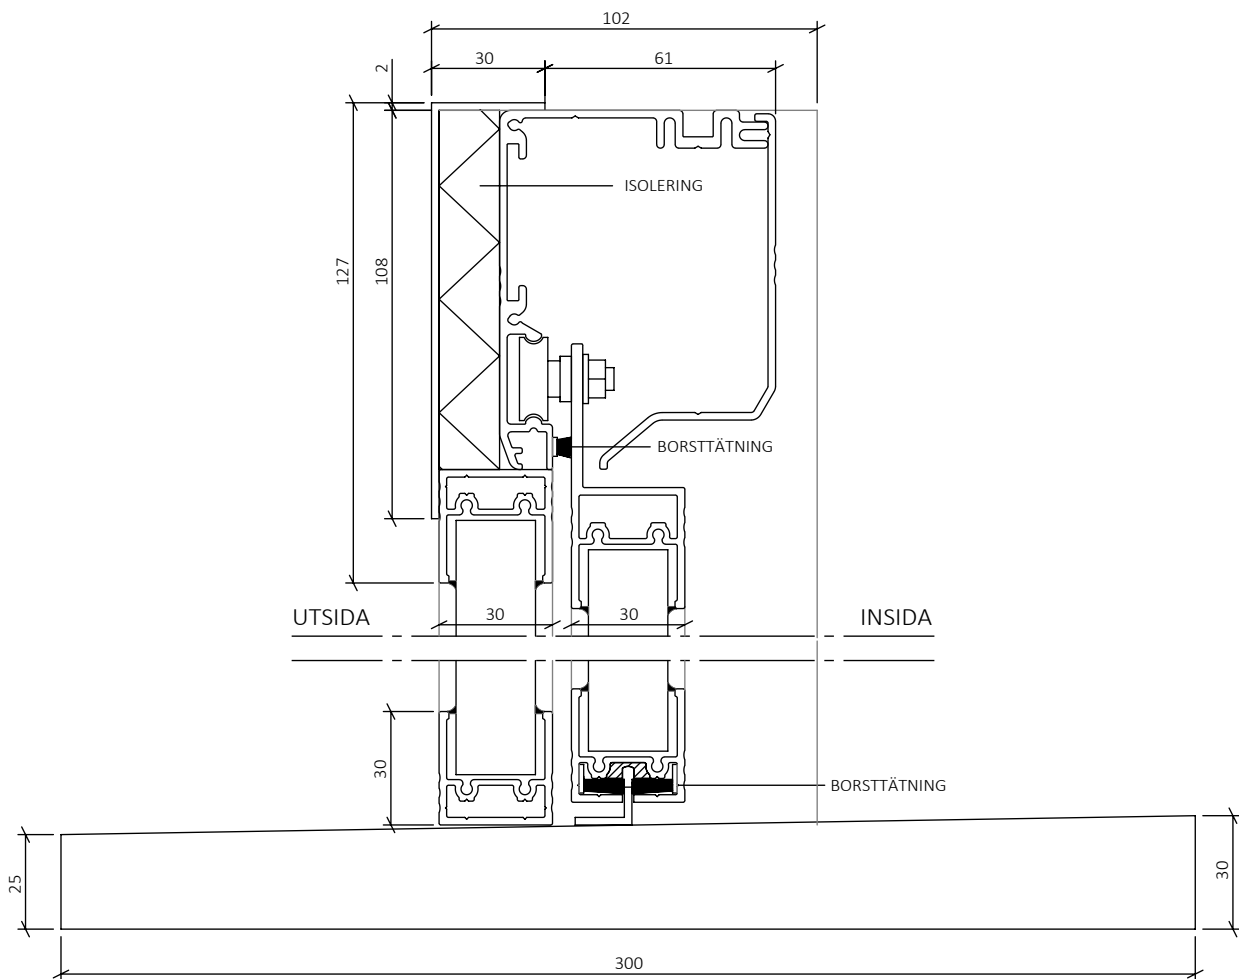 102
30
61
2
ISOLERING
127
108
BORSTTÄTNING
UTSIDA
30
30
INSIDA
30
BORSTTÄTNING
25
30
300